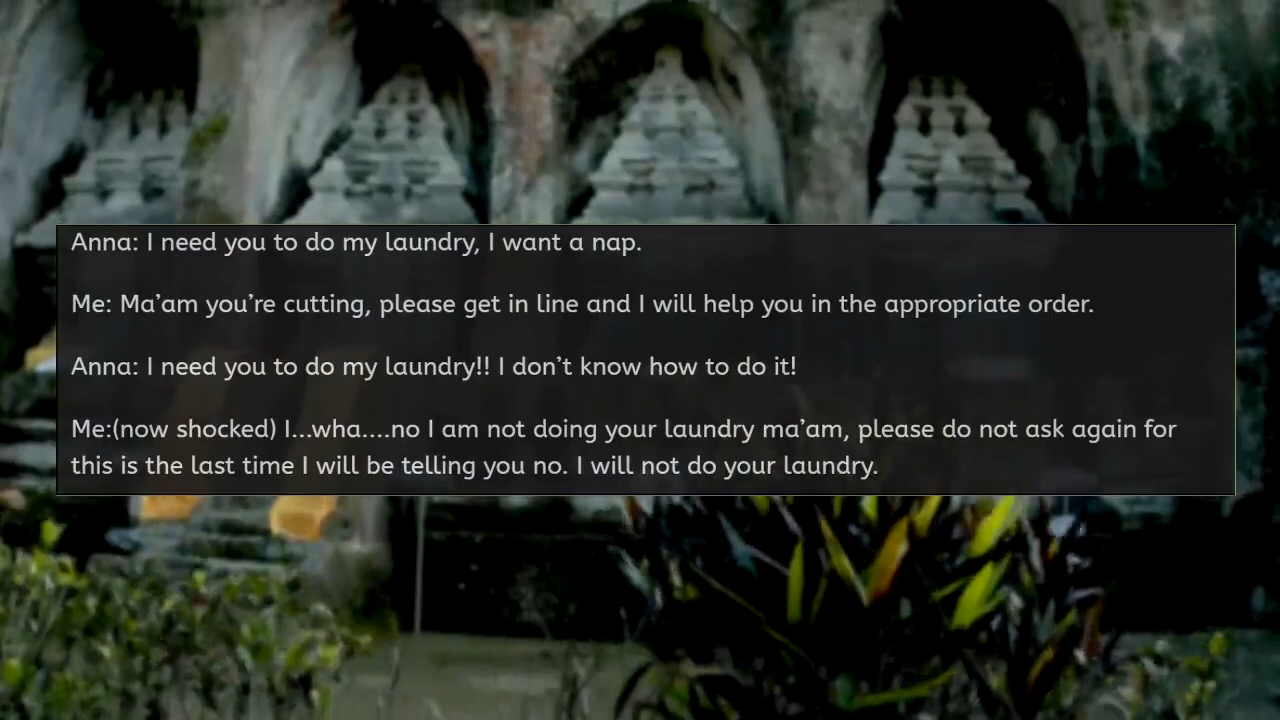 Anna: I need you to do my laundry, I want a nap.
Me: Ma’am you’re cutting, please get in line and I will help you in the appropriate order.
Anna: I need you to do my laundry!! I don’t know how to do it!
Me:(now shocked) I...wha....no I am not doing your laundry ma’am, please do not ask again for
this is the last time I will be telling you no. I will not do your laundry.